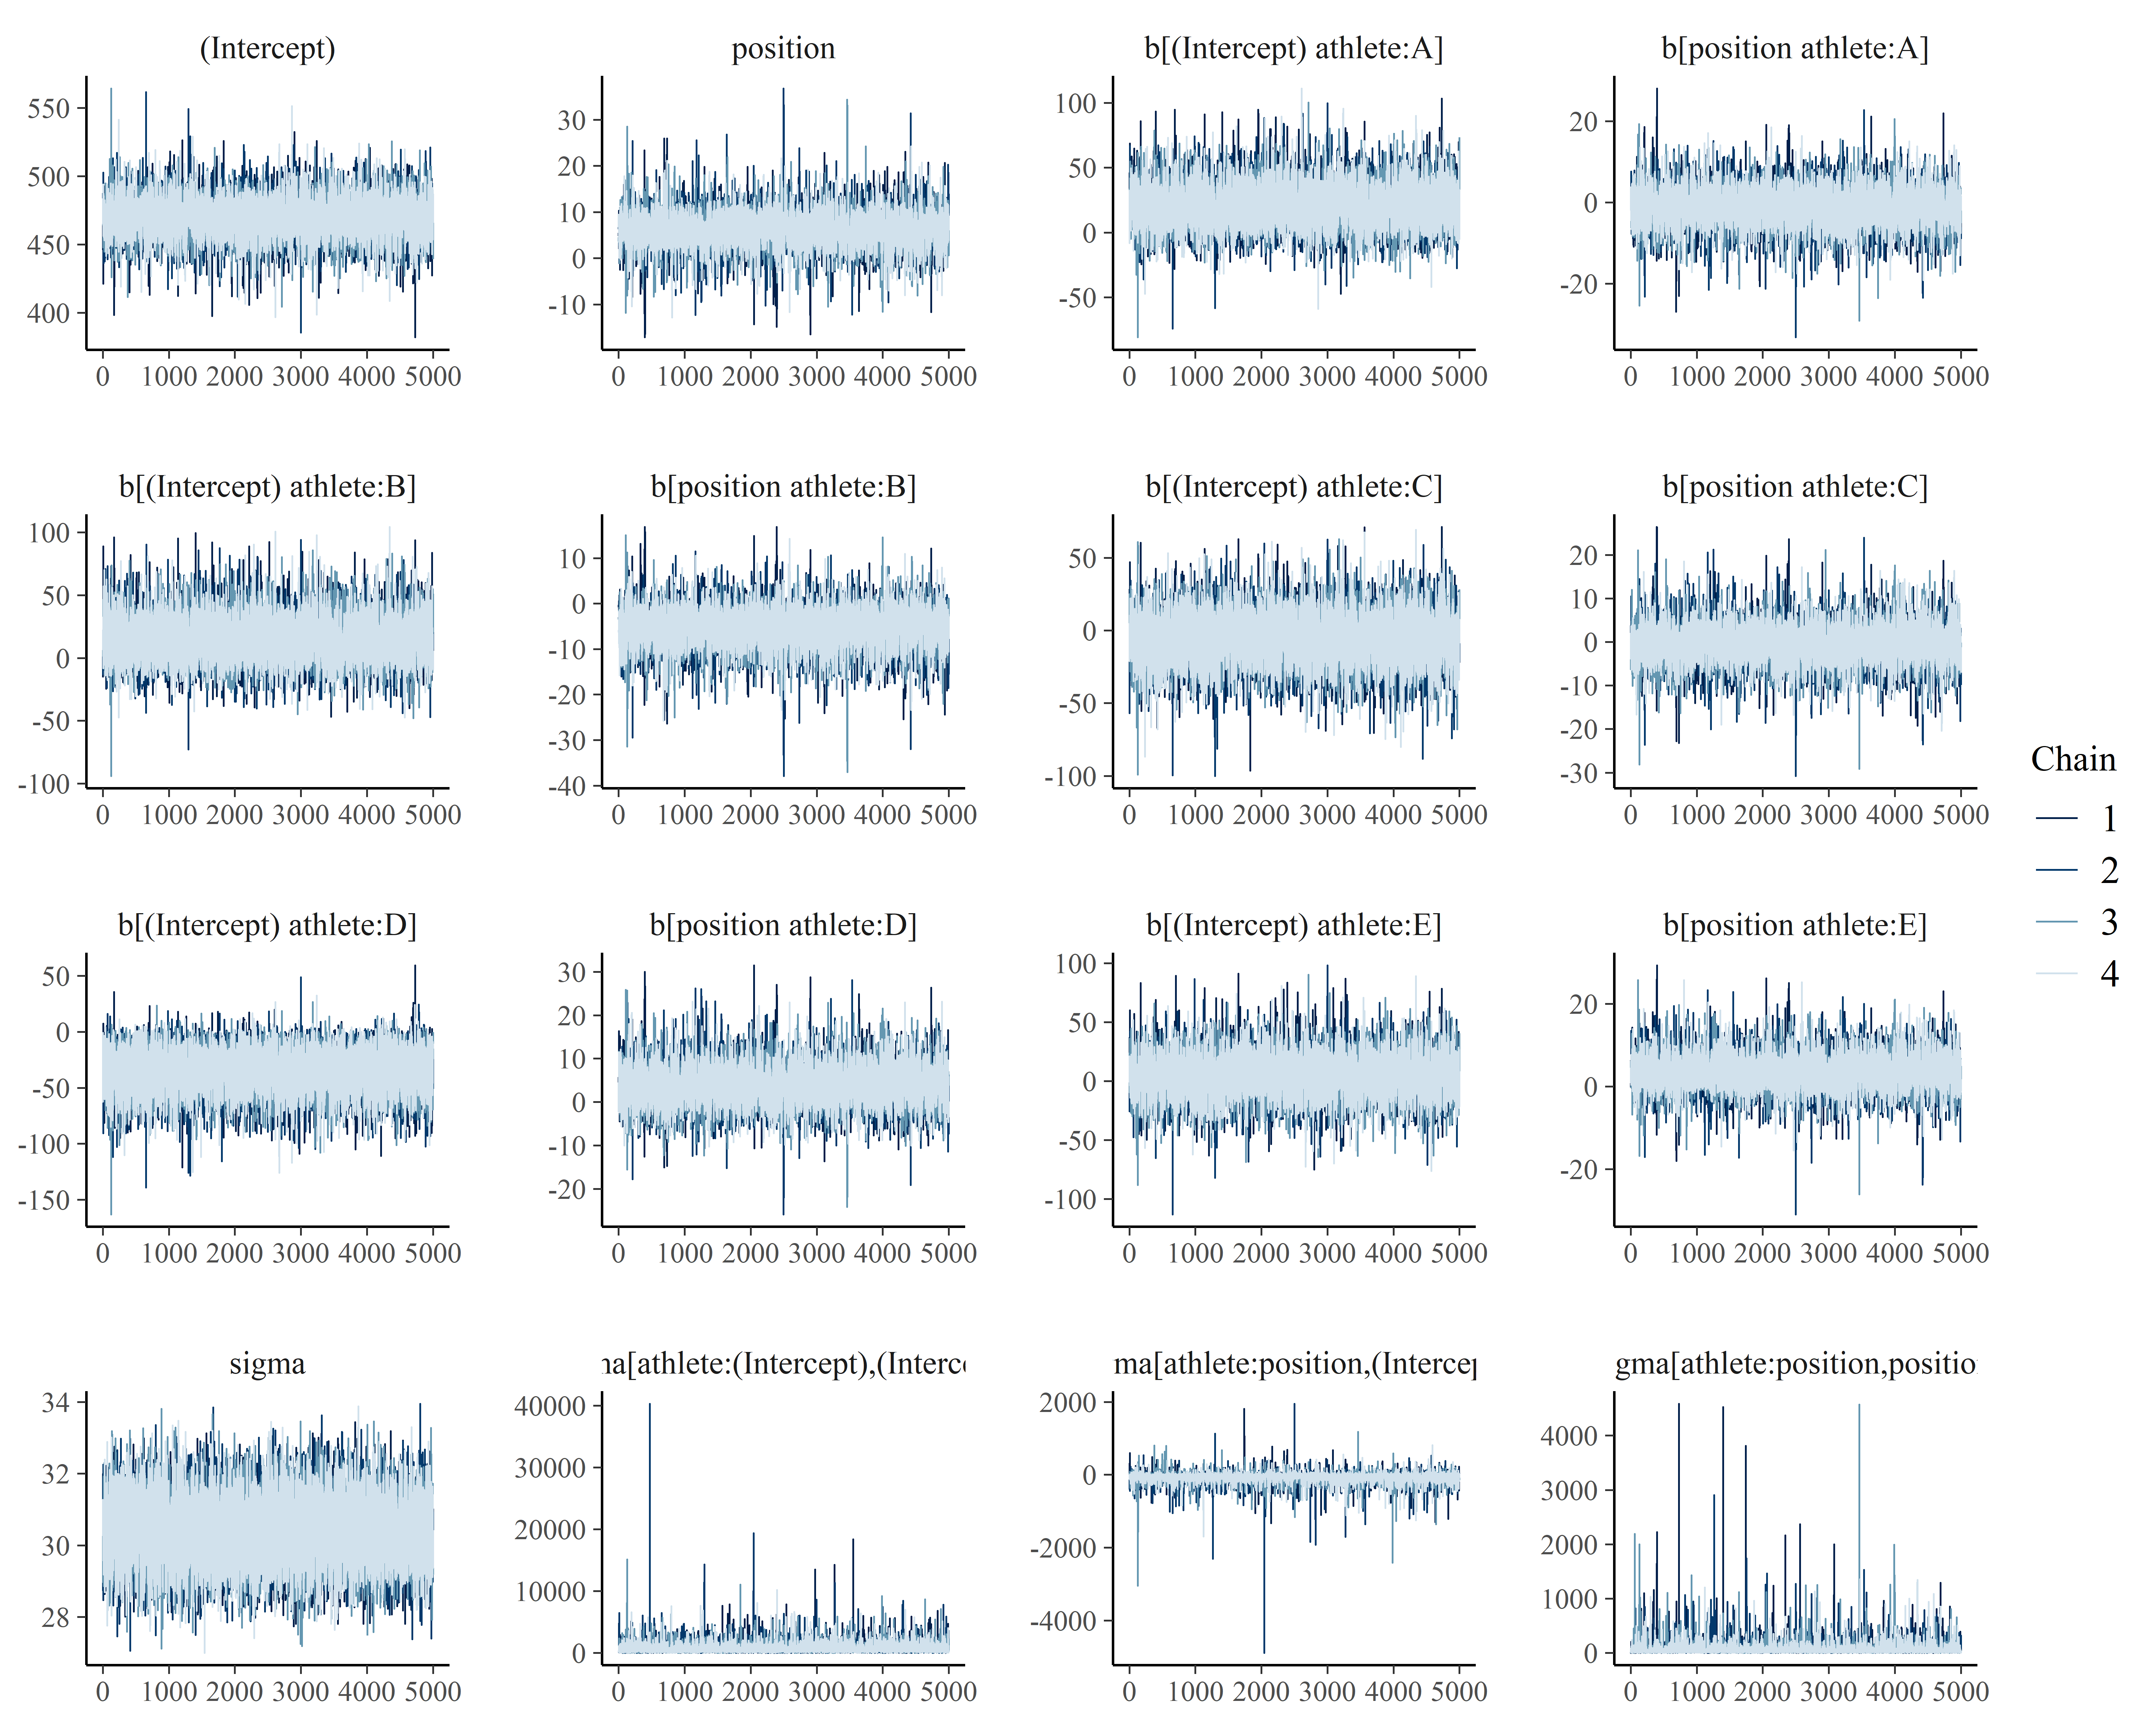 (Intercept)
position
b[(Intercept) athlete:A]
b[position athlete:A]
550
500
450
400
0 1000 2000 3000 4000 5000
30
20
10
0
-10
0 1000 2000 3000 4000 5000
100
50
0
-50
0 1000 2000 3000 4000 5000
20
0
-20
0 1000 2000 3000 4000 5000
b[(Intercept) athlete:B]
b[position athlete:B]
b[(Intercept) athlete:C]
b[position athlete:C]
100
50
0
-50
-100
0 1000 2000 3000 4000 5000
10
0
-10
-20
-30
-40
0 1000 2000 3000 4000 5000
50
0
-50
-100
0 1000 2000 3000 4000 5000
20
10
0
-10
-20
-30
0 1000 2000 3000 4000 5000
Chain
1
2
3
4
b[(Intercept) athlete:D]
b[position athlete:D]
b[(Intercept) athlete:E]
b[position athlete:E]
50
0
-50
-100
-150
0 1000 2000 3000 4000 5000
30
20
10
0
-10
-20
0 1000 2000 3000 4000 5000
100
50
0
-50
-100
0 1000 2000 3000 4000 5000
20
0
-20
0 1000 2000 3000 4000 5000
sigma
na[athlete:(Intercept),(Interce
ma[athlete:position,(Intercep
gma[athlete:position,positio
34
32
30
28
0 1000 2000 3000 4000 5000
40000
30000
20000
10000
0
0 1000 2000 3000 4000 5000
2000
0
-2000
-4000
0 1000 2000 3000 4000 5000
4000
3000
2000
1000
0
0 1000 2000 3000 4000 5000